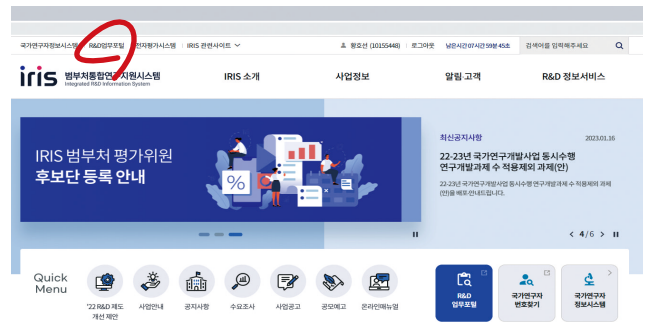 국가연구자정보시스템 R&D업무포털 전자평가시스템 IRIS 관련사이트 황호선 (10155448) 로그아웃 남은시간 07시간 59분 45초 검색어를 입력해주세요
iris 범부처통합연구지원시스템 IRIS 소개 사업정보 알림·고객 R&D 정보서비스
Integrated R&D Information System
IRIS 범부처 평가위원
후보단 등록 안내
%
최신공지사항 2023.01.16
22-23년 국가연구개발사업 동시수행
연구개발과제 수 적용제외 과제(안)
22-23년 국가연구개발사업 동시수행 연구개발과제 수 적용제외 과제
(안)을 배포·안내드립니다.
< 4/6 >
Quick
Menu
'22 R&D 제도
개선 제안
사업안내
공지사항
수요조사
사업공고
공모예고
온라인매뉴얼
R&D
업무포털
국가연구자
번호찾기
국가연구자
정보시스템